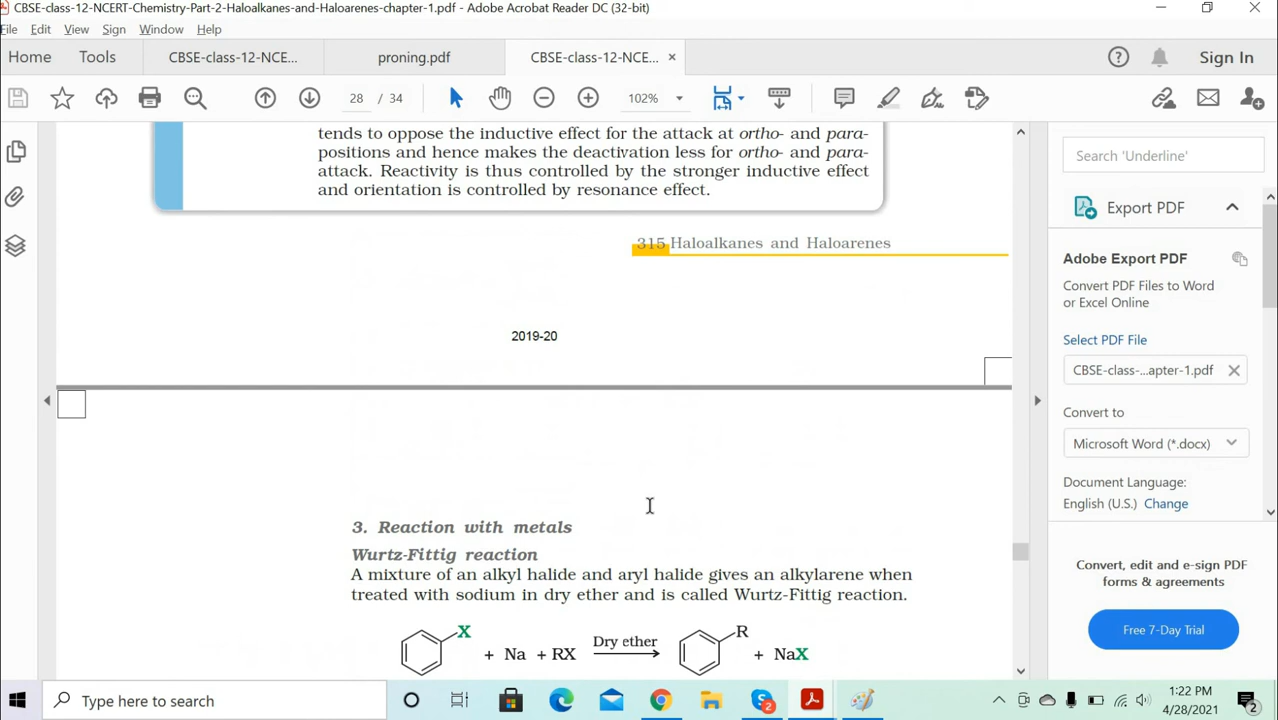 CBSE-class-12-NCERT-Chemistry-Part-2-Haloalkanes-and-Haloarenes-chapter-1.pdf - Adobe Acrobat Reader DC (32-bit)
File Edit View Sign Window Help
Home Tools CBSE-class-12-NCE... proning.pdf CBSE-class-12-NCE... × Sign In
28 / 34 102%
tends to oppose the inductive effect for the attack at ortho- and para-
positions and hence makes the deactivation less for ortho- and para-
attack. Reactivity is thus controlled by the stronger inductive effect
and orientation is controlled by resonance effect.
315 Haloalkanes and Haloarenes
2019-20
3. Reaction with metals
Wurtz-Fittig reaction
A mixture of an alkyl halide and aryl halide gives an alkylarene when
treated with sodium in dry ether and is called Wurtz-Fittig reaction.
X + Na + RX Dry ether R + NaX
Search 'Underline'
Export PDF
Adobe Export PDF
Convert PDF Files to Word
or Excel Online
Select PDF File
CBSE-class-...apter-1.pdf
Convert to
Microsoft Word (*.docx)
Document Language:
English (U.S.) Change
Convert, edit and e-sign PDF
forms & agreements
Free 7-Day Trial
Type here to search
2
1:22 PM
4/28/2021
2